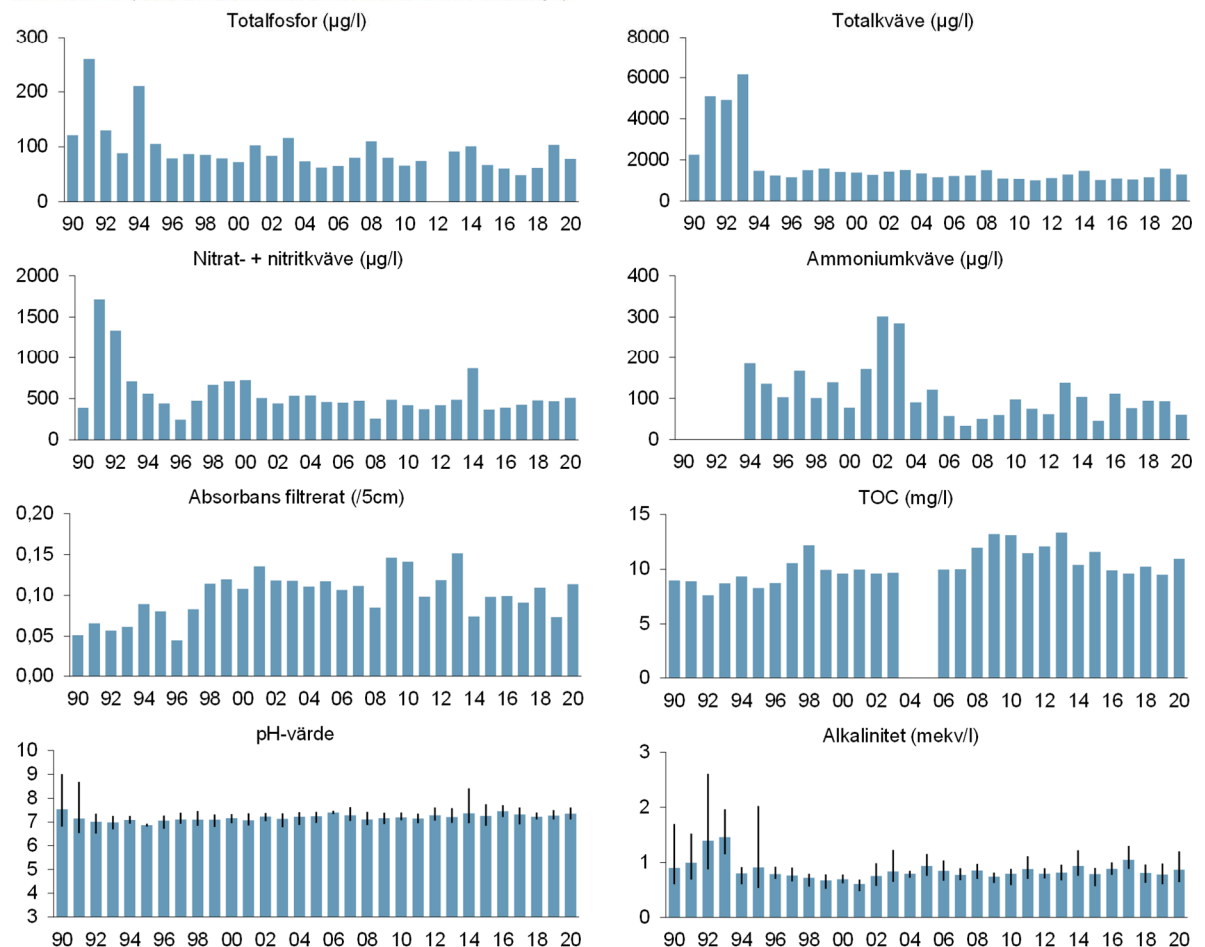 Totalfosfor (µg/l)
300
200
100
0
90 92 94 96 98 00 02 04 06 08 10 12 14 16 18 20
Totalkväve (µg/l)
8000
6000
4000
2000
0
90 92 94 96 98 00 02 04 06 08 10 12 14 16 18 20
Nitrat- + nitritkväve (µg/l)
2000
1500
1000
500
0
90 92 94 96 98 00 02 04 06 08 10 12 14 16 18 20
Ammoniumkväve (µg/l)
400
300
200
100
0
90 92 94 96 98 00 02 04 06 08 10 12 14 16 18 20
Absorbans filtrerat (/5cm)
0,20
0,15
0,10
0,05
0,00
90 92 94 96 98 00 02 04 06 08 10 12 14 16 18 20
TOC (mg/l)
15
10
5
0
90 92 94 96 98 00 02 04 06 08 10 12 14 16 18 20
pH-värde
10
9
8
7
6
5
4
3
90 92 94 96 98 00 02 04 06 08 10 12 14 16 18 20
Alkalinitet (mekv/l)
3
2
1
0
90 92 94 96 98 00 02 04 06 08 10 12 14 16 18 20